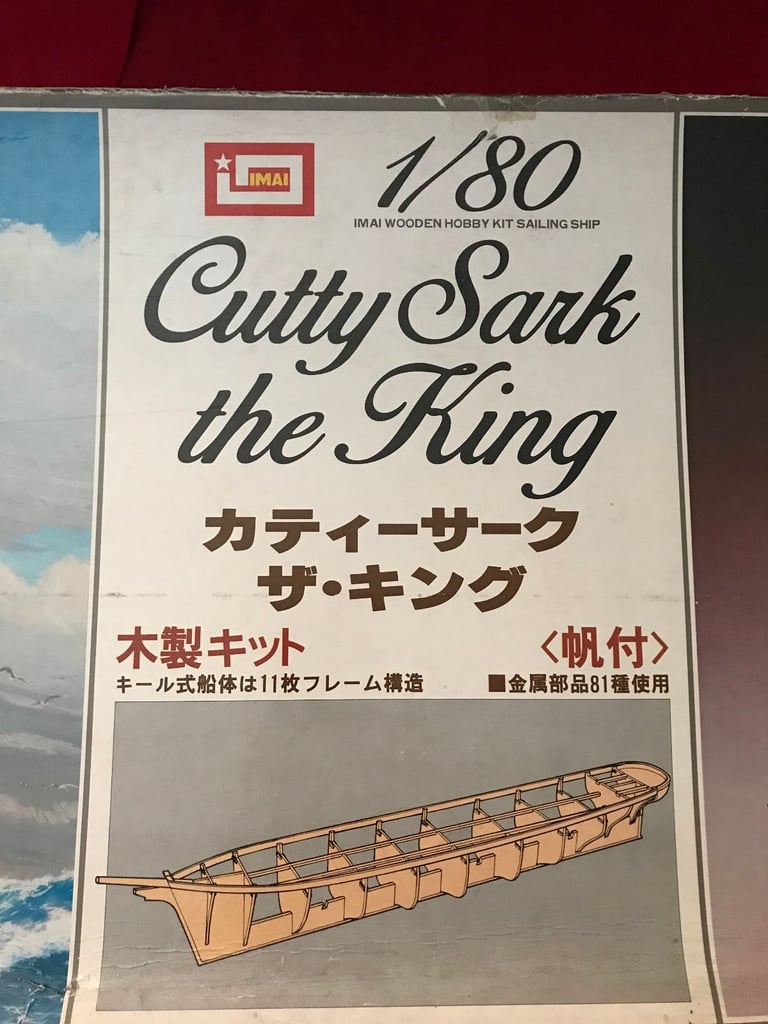 IMAI
1/80
IMAI WOODEN HOBBY KIT SAILING SHIP
Cutty Sark
the King
カティーサーク
ザ・キング
木製キット
〈帆付〉
キール式船体は11枚フレーム構造
■金属部品81種使用